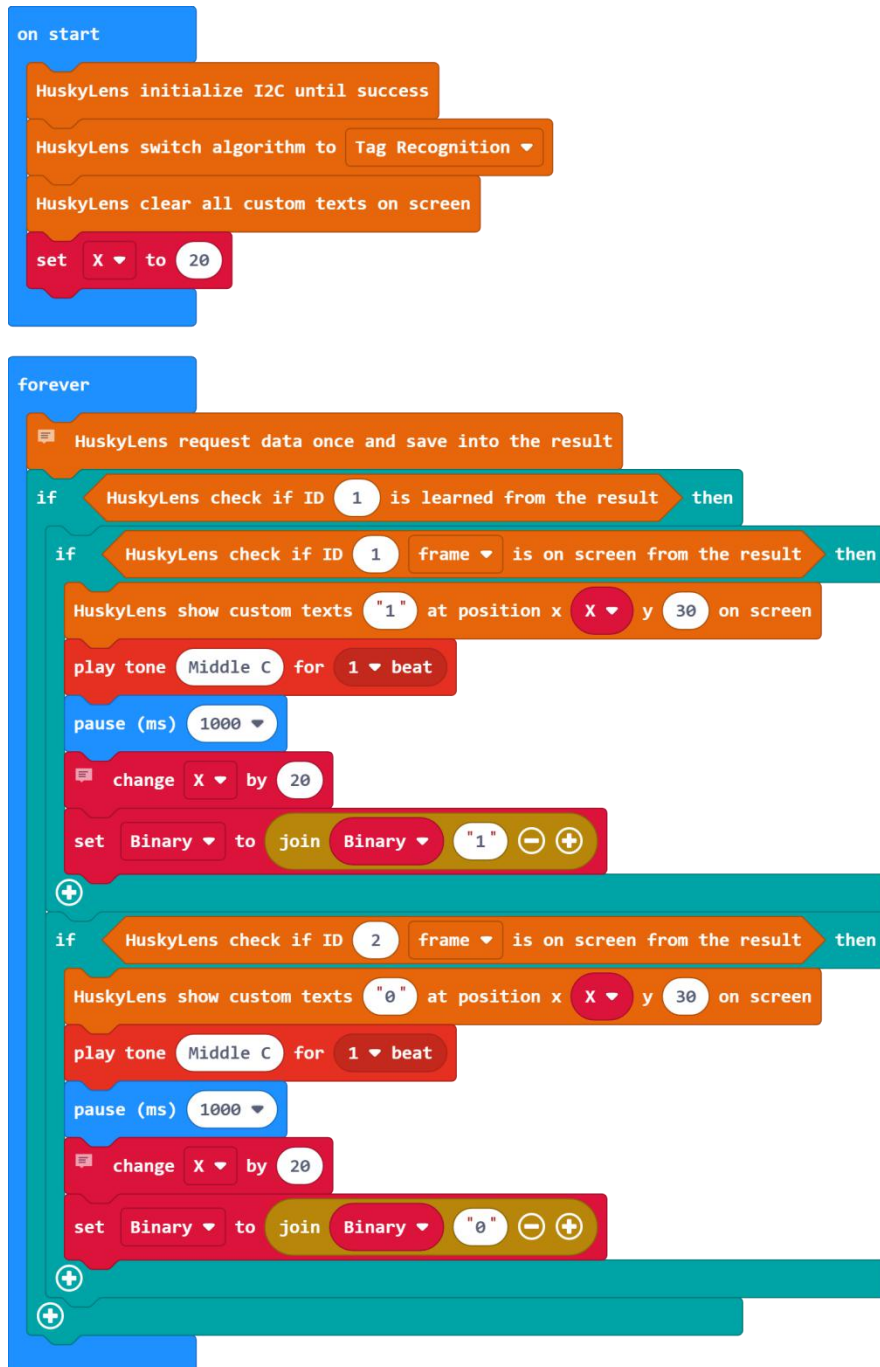 on start
HuskyLens initialize I2C until success
HuskyLens switch algorithm to Tag Recognition
HuskyLens clear all custom texts on screen
set X to 20
forever
HuskyLens request data once and save into the result
if HuskyLens check if ID 1 is learned from the result then
if HuskyLens check if ID 1 frame is on screen from the result then
HuskyLens show custom texts "1" at position x X y 30 on screen
play tone Middle C for 1 beat
pause (ms) 1000
change X by 20
set Binary to join Binary "1"
if HuskyLens check if ID 2 frame is on screen from the result then
HuskyLens show custom texts "0" at position x X y 30 on screen
play tone Middle C for 1 beat
pause (ms) 1000
change X by 20
set Binary to join Binary "0"